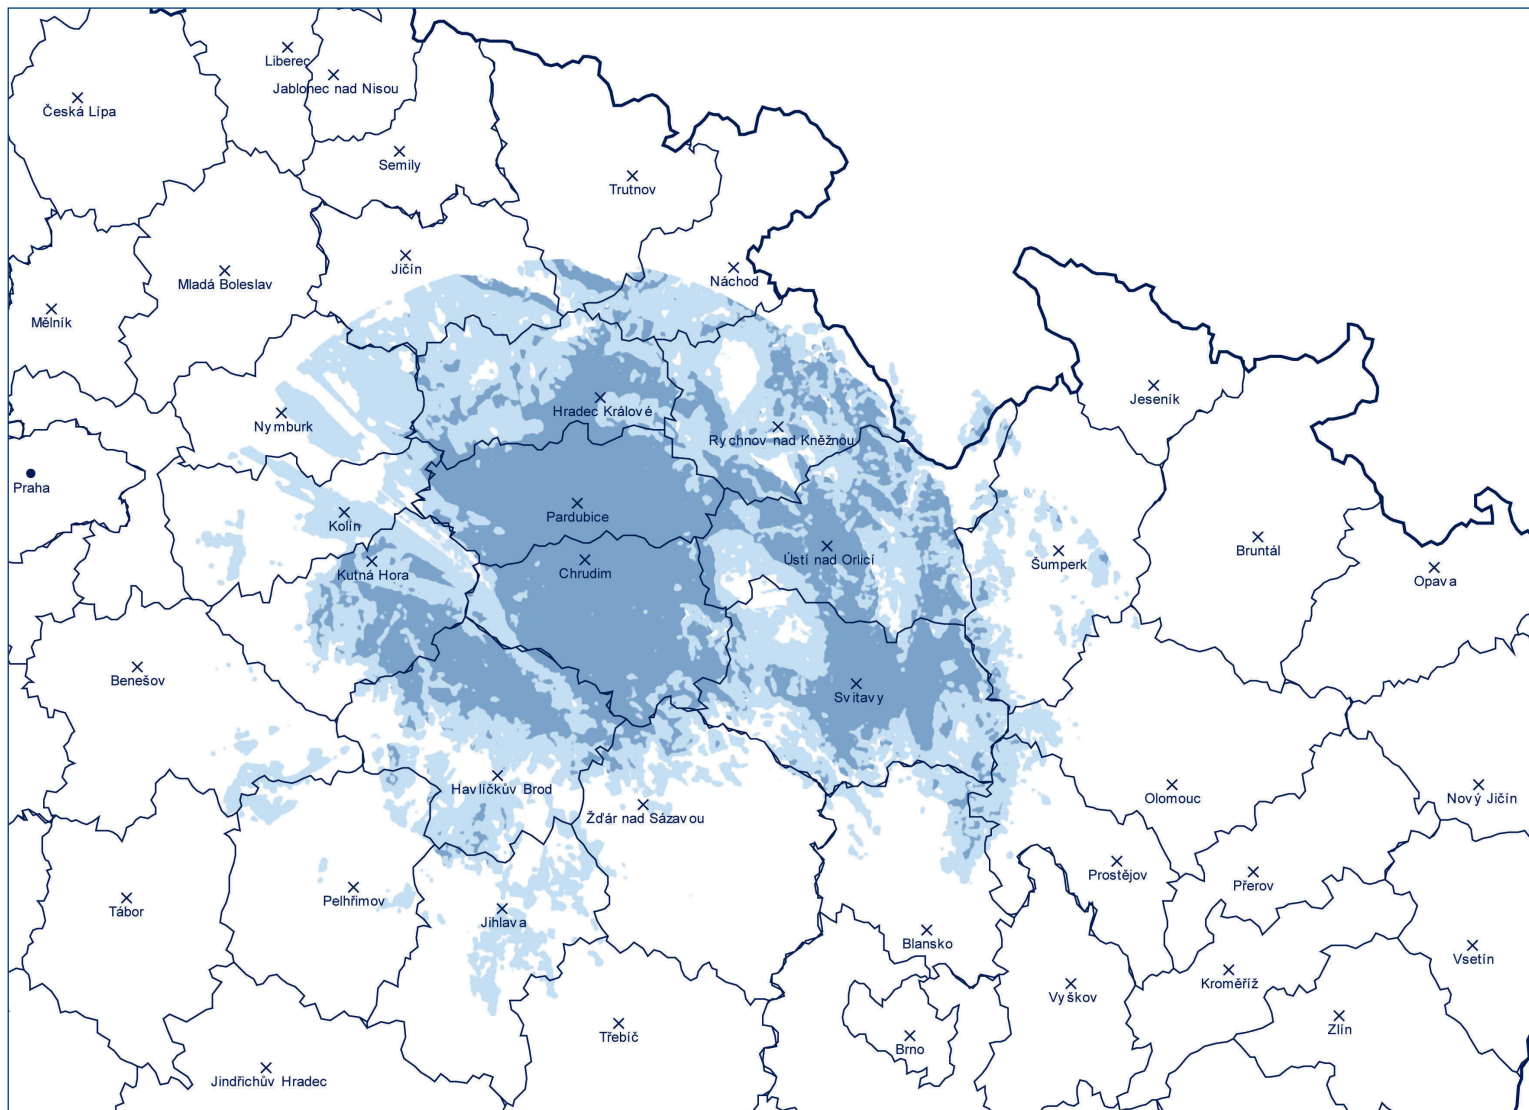 Liberec
Jablonec nad Nisou
Česká Lípa
Semily
Trutnov
Jičín
Náchod
Mladá Boleslav
Mělník
Jeseník
Hradec Králové
Nymburk
Rychnov nad Kněžnou
Praha
Pardubice
Kolín
Bruntál
Ústí nad Orlicí
Šumperk
Opava
Kutná Hora
Chrudim
Benešov
Svitavy
Havlíčkův Brod
Olomouc
Nový Jičín
Žďár nad Sázavou
Prostějov
Přerov
Pelhřimov
Tábor
Jihlava
Blansko
Vsetín
Kroměříž
Vyškov
Zlín
Třebíč
Brno
Jindřichův Hradec